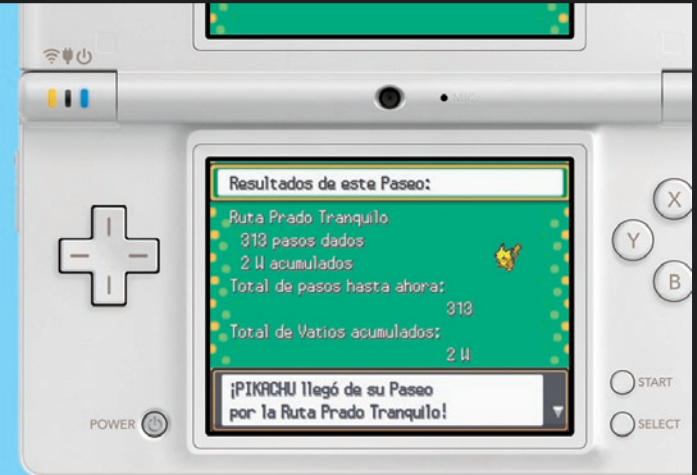 MIC
Resultados de este Paseo:
Ruta Prado Tranquilo
313 pasos dados
2 W acumulados
Total de pasos hasta ahora:
313
Total de Vatios acumulados:
2 W
¡PIKACHU llegó de su Paseo
por la Ruta Prado Tranquilo!
X
Y
B
START
SELECT
POWER